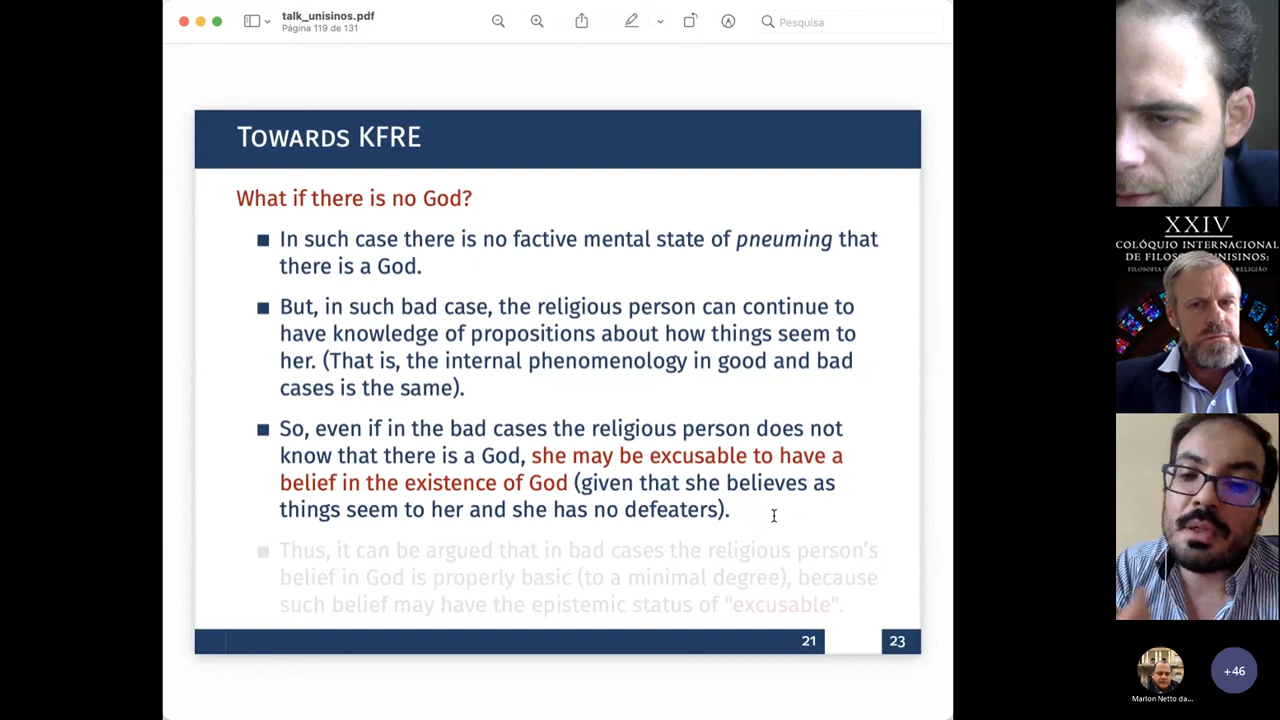 talk_unisinos.pdf
Página 119 de 131
Pesquisa
Towards KFRE
What if there is no God?
In such case there is no factive mental state of pneuming that
there is a God.
But, in such bad case, the religious person can continue to
have knowledge of propositions about how things seem to
her. (That is, the internal phenomenology in good and bad
cases is the same).
So, even if in the bad cases the religious person does not
know that there is a God, she may be excusable to have a
belief in the existence of God (given that she believes as
things seem to her and she has no defeaters).
Thus, it can be argued that in bad cases the religious person's
belief in God is properly basic (to a minimal degree), because
such belief may have the epistemic status of "excusable".
21
23
XXIV
COLÓQUIO INTERNACIONAL
DE FILOS
UNISINOS:
FILOSOFIA
RELIGIÃO
Marlon Netto da...
+46